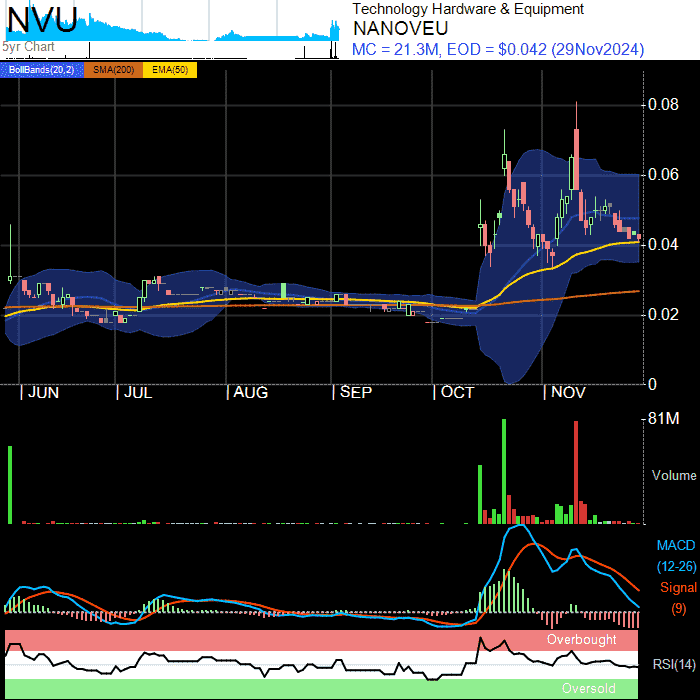 NVU
5yr Chart
Technology Hardware & Equipment
NANOVEU
MC = 21.3M, EOD = $0.042 (29Nov2024)
BollBands(20,2) SMA(200) EMA(50)
0.08
0.06
0.04
0.02
0
JUN JUL AUG SEP OCT NOV
81M
Volume
MACD
(12-26)
Signal
(9)
Overbought
RSI(14)
Oversold